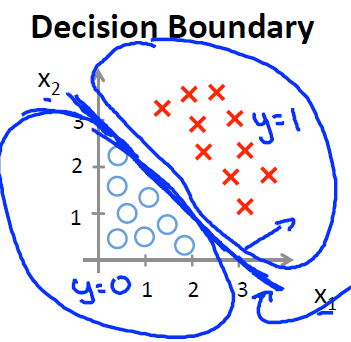 Decision Boundary
x2
3
y=1
2
1
y=0
1 2 3
x1